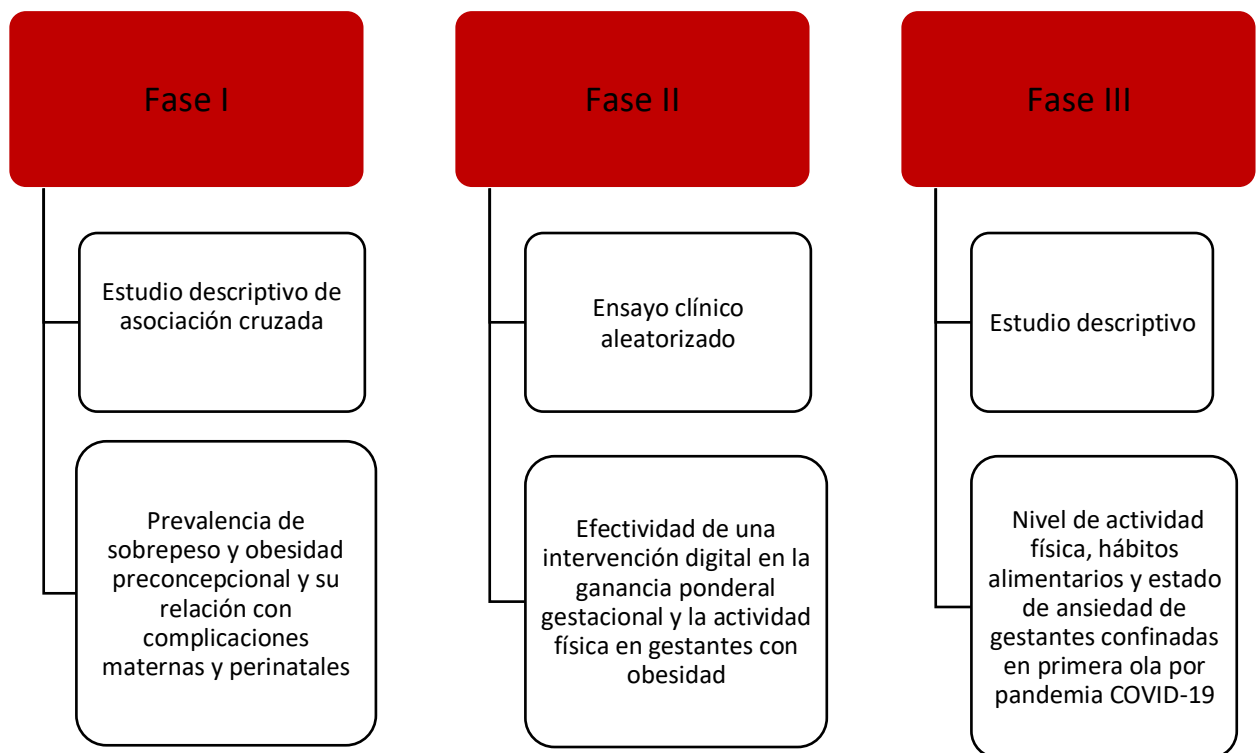 Fase I
Estudio descriptivo de
asociación cruzada
Prevalencia de
sobrepeso y obesidad
preconcepcional y su
relación con
complicaciones
maternas y perinatales
Fase II
Ensayo clínico
aleatorizado
Efectividad de una
intervención digital en la
ganancia ponderal
gestacional y la actividad
física en gestantes con
obesidad
Fase III
Estudio descriptivo
Nivel de actividad
física, hábitos
alimentarios y estado
de ansiedad de
gestantes confinadas
en primera ola por
pandemia COVID-19